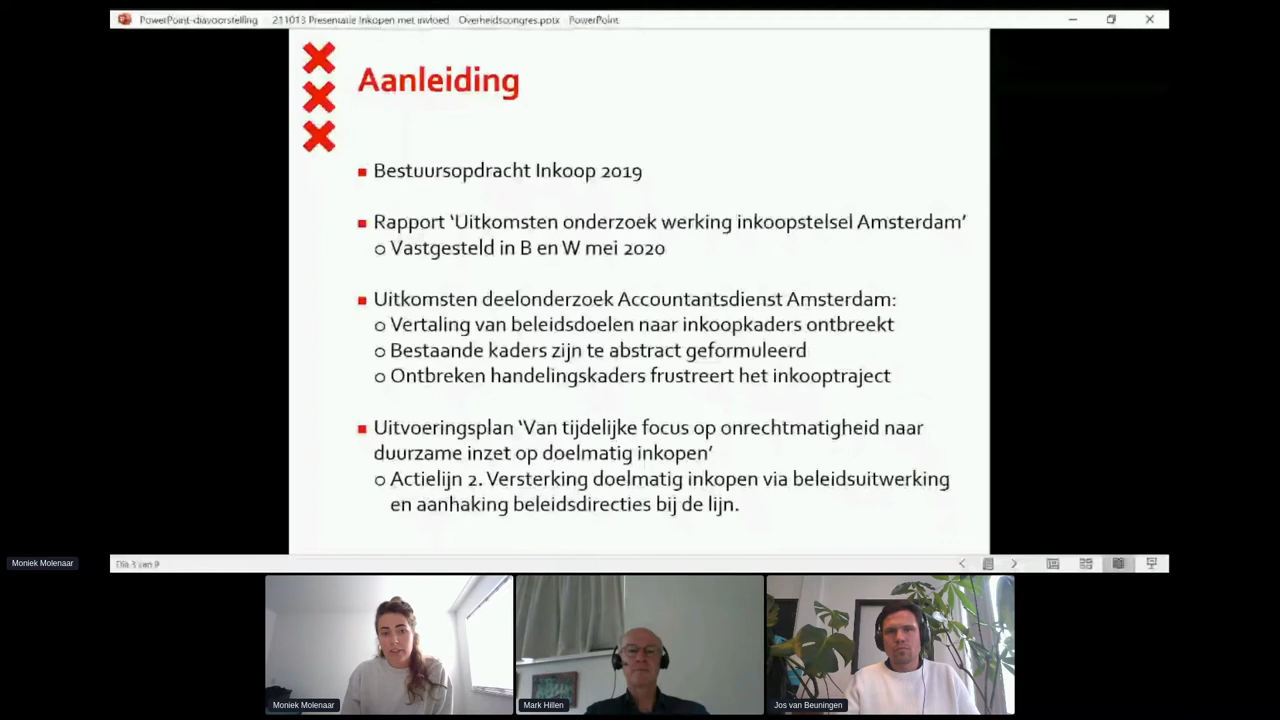 PowerPoint-diavoorstelling - 211013 Presentatie Inkopen met invloed Overheidscongres.pptx - PowerPoint
Aanleiding
Bestuursopdracht Inkoop 2019
Rapport ‘Uitkomsten onderzoek werking inkoopstelsel Amsterdam’
o Vastgesteld in B en W mei 2020
Uitkomsten deelonderzoek Accountantsdienst Amsterdam:
o Vertaling van beleidsdoelen naar inkoopkaders ontbreekt
o Bestaande kaders zijn te abstract geformuleerd
o Ontbreken handelingskaders frustreert het inkooptraject
Uitvoeringsplan ‘Van tijdelijke focus op onrechtmatigheid naar
duurzame inzet op doelmatig inkopen’
o Actielijn 2. Versterking doelmatig inkopen via beleidsuitwerking
en aanhaking beleidsdirecties bij de lijn.
Moniek Molenaar
Dia 3 van 9
Moniek Molenaar
Mark Hillen
Jos van Beuningen